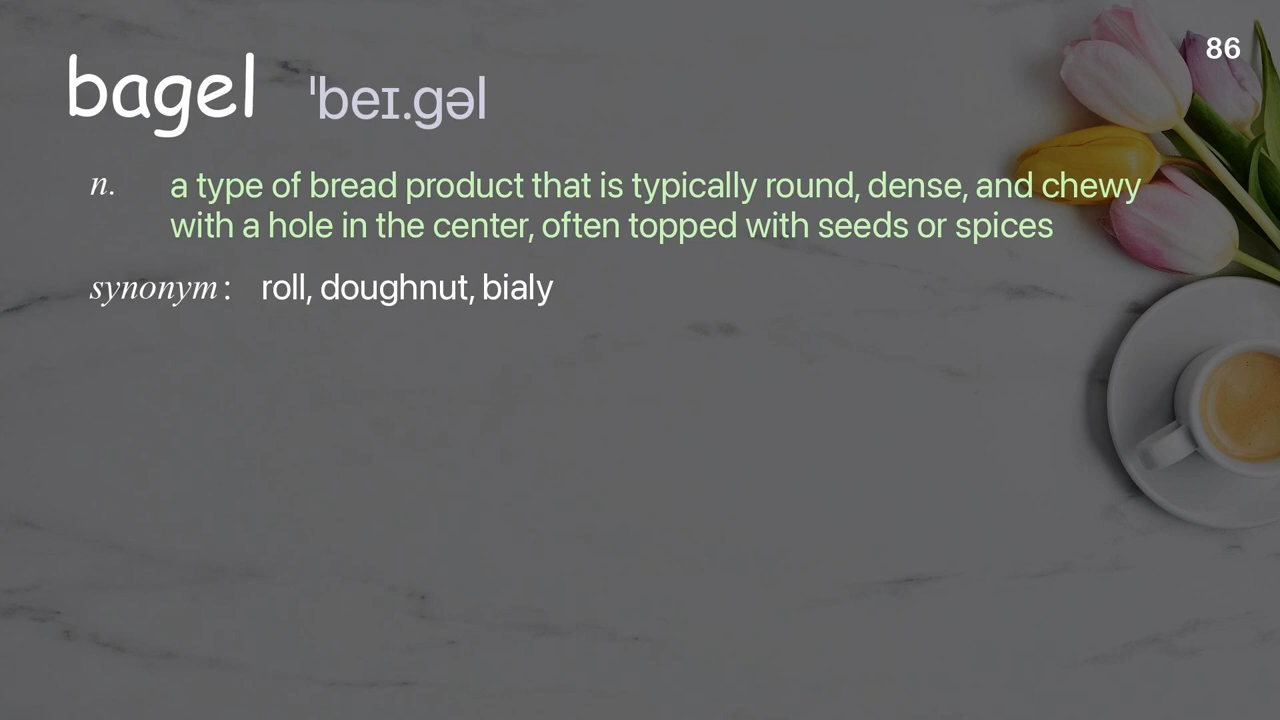 86
bagel ˈbeɪ.gəl
n. a type of bread product that is typically round, dense, and chewy
with a hole in the center, often topped with seeds or spices
synonym: roll, doughnut, bialy